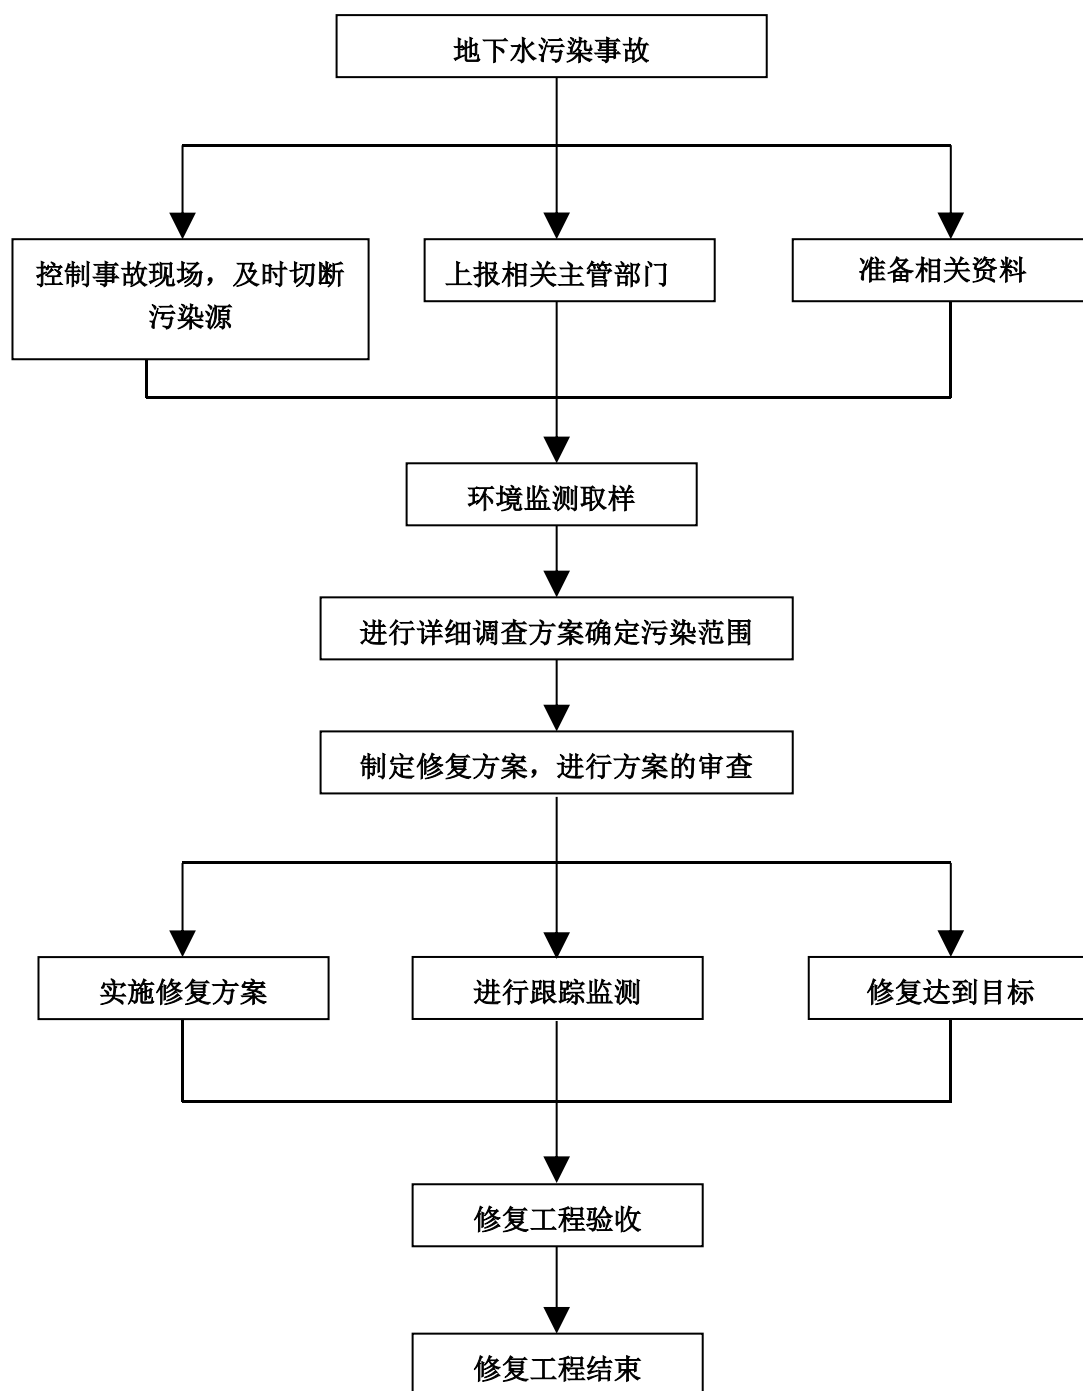 地下水污染事故
控制事故现场，及时切断
污染源
上报相关主管部门
准备相关资料
环境监测取样
进行详细调查方案确定污染范围
制定修复方案，进行方案的审查
实施修复方案
进行跟踪监测
修复达到目标
修复工程验收
修复工程结束